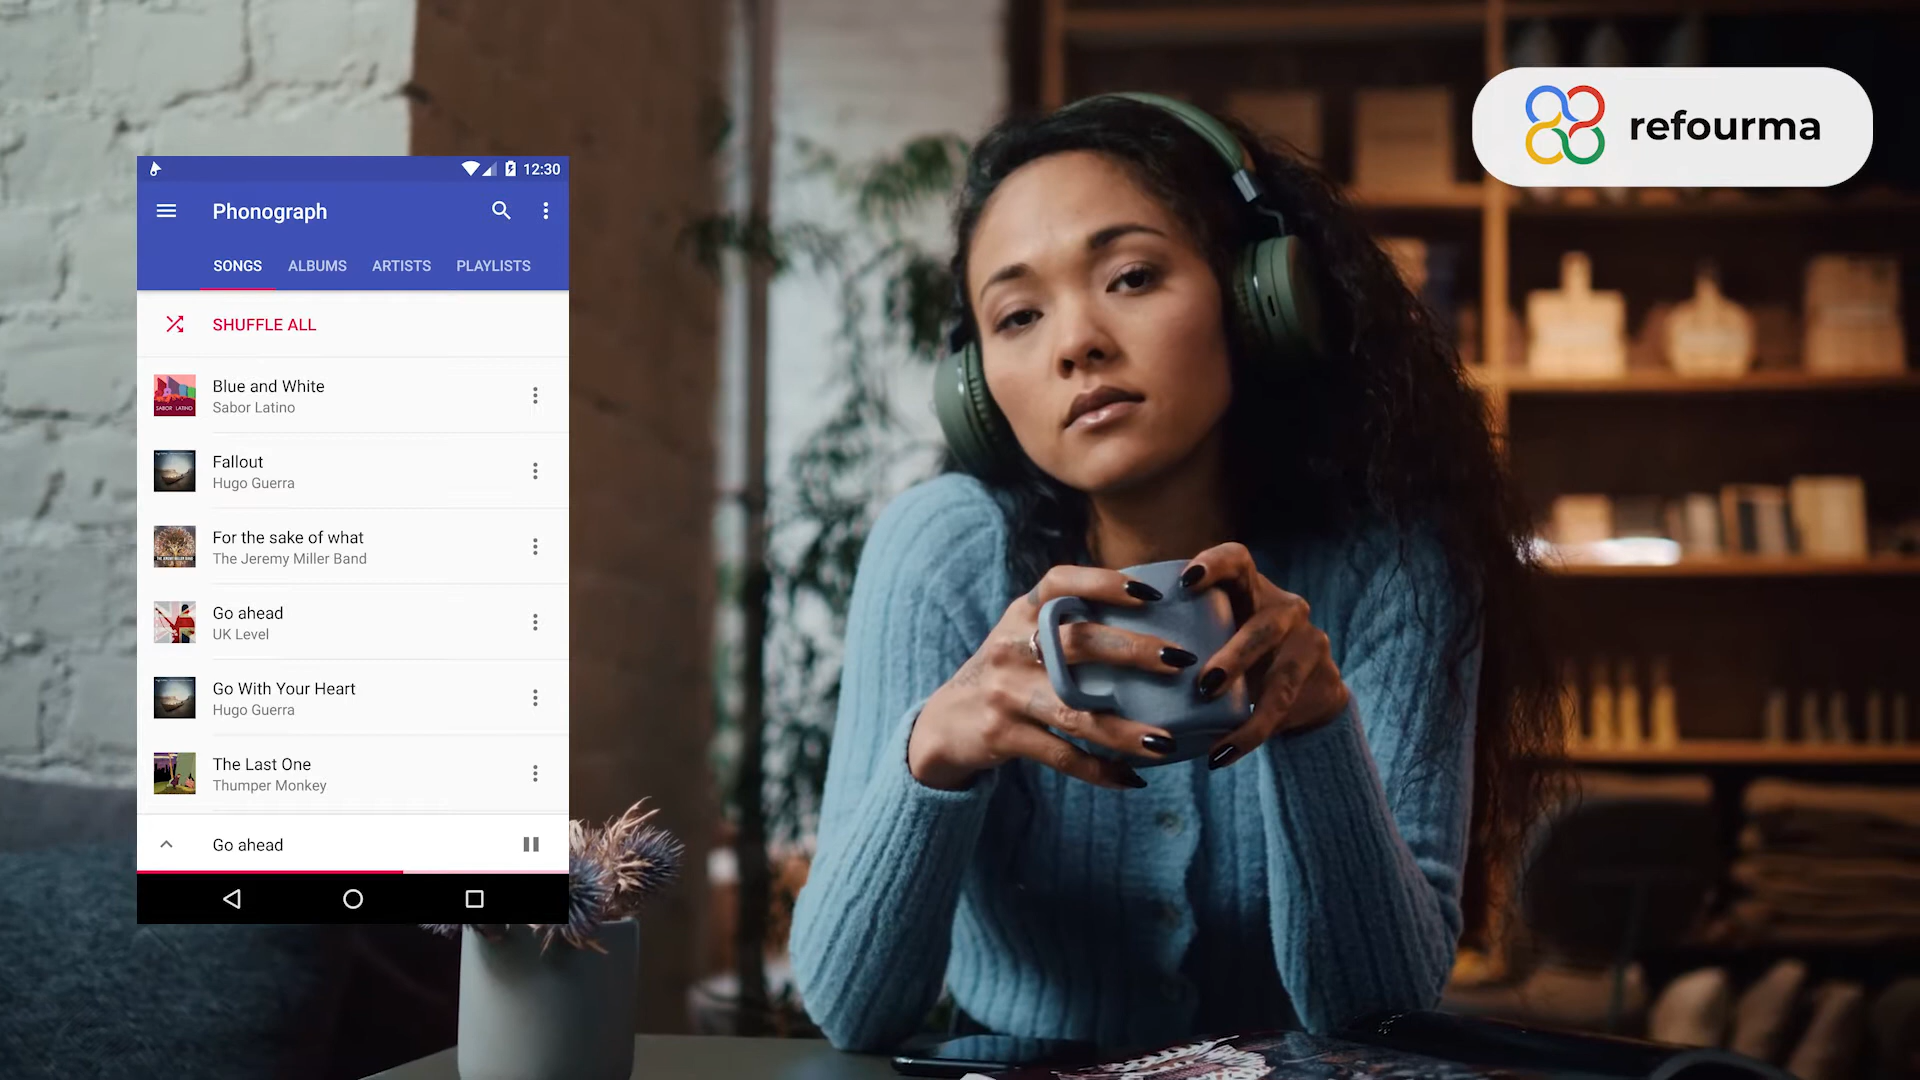 refourma
12:30
Phonograph
SONGS ALBUMS ARTISTS PLAYLISTS
SHUFFLE ALL
Blue and White
Sabor Latino
SABOR LATINO
Fallout
Hugo Guerra
For the sake of what
The Jeremy Miller Band
Go ahead
UK Level
Go With Your Heart
Hugo Guerra
The Last One
Thumper Monkey
Go ahead